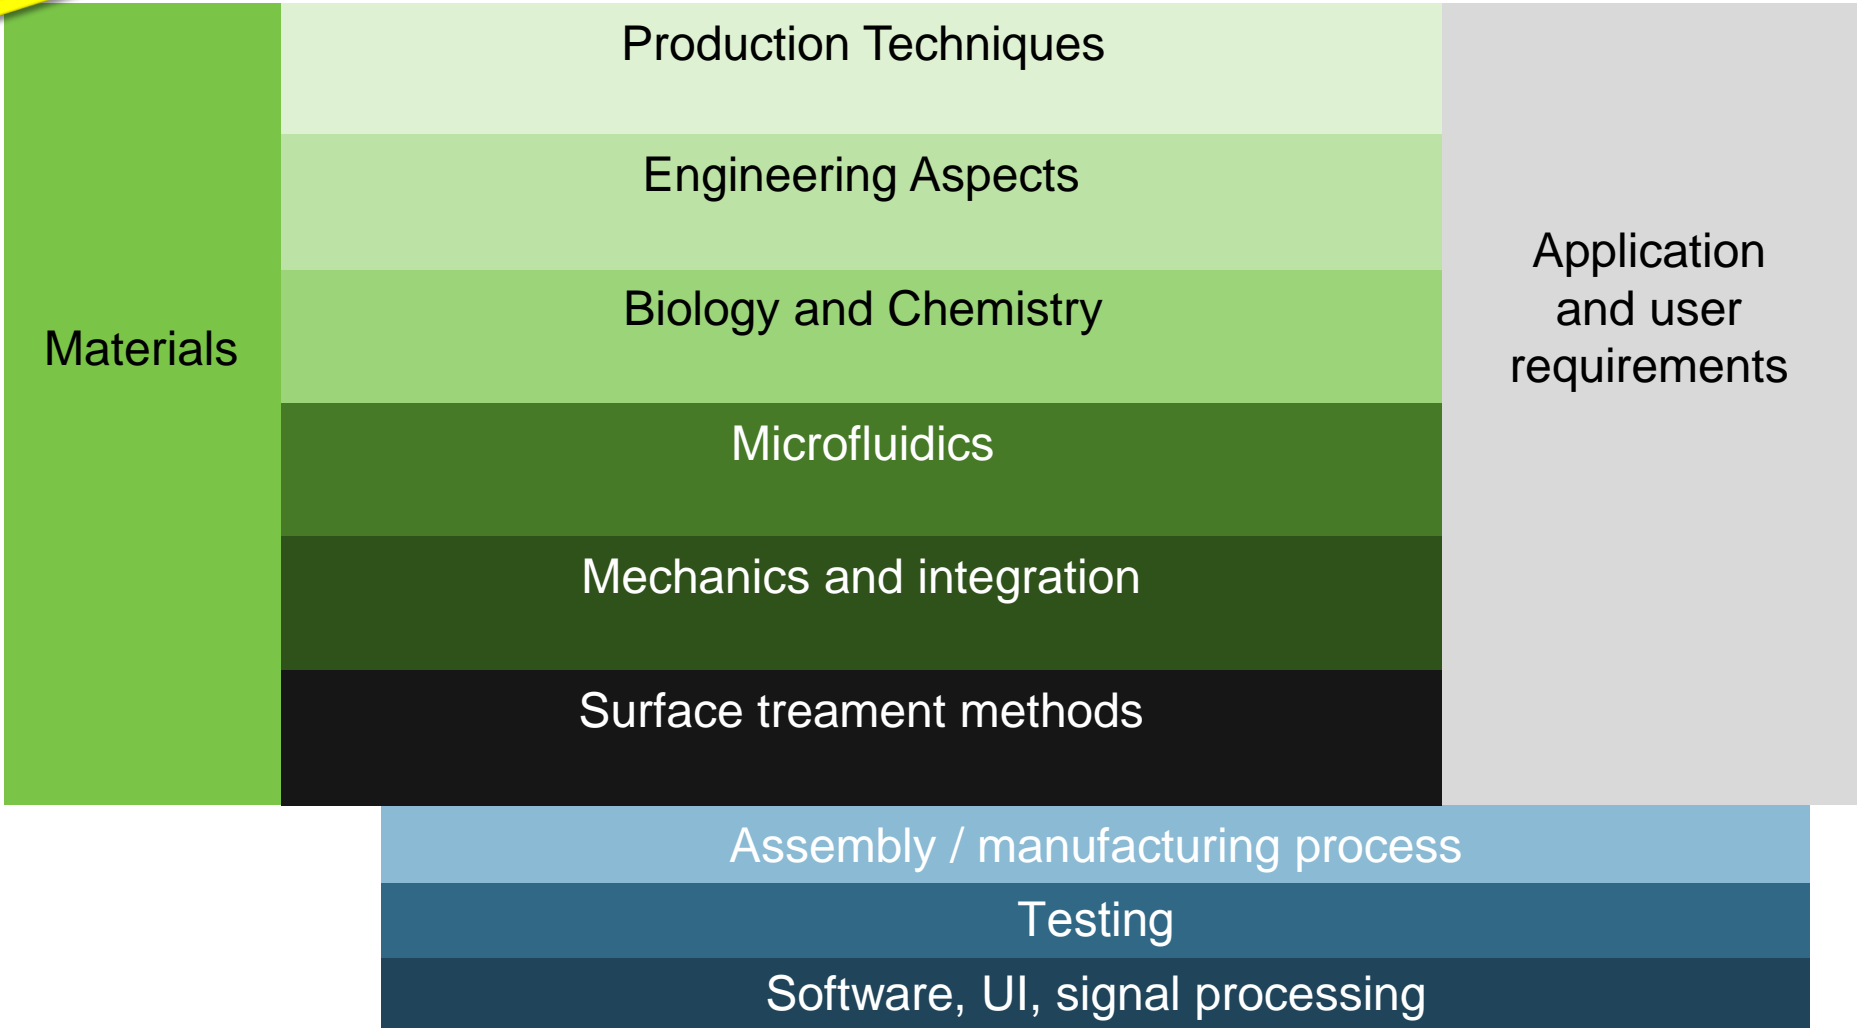 Materials
Production Techniques
Engineering Aspects
Biology and Chemistry
Microfluidics
Mechanics and integration
Surface treament methods
Application
and user
requirements
Assembly / manufacturing process
Testing
Software, UI, signal processing